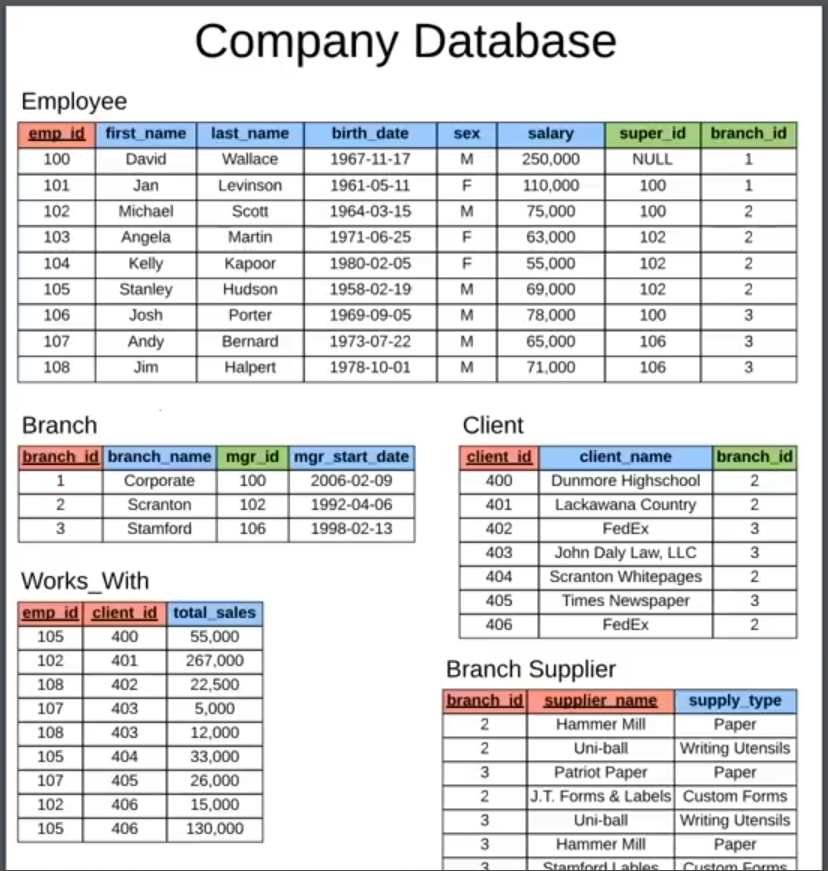 Company Database
Employee
emp_id first_name last_name birth_date sex salary super_id branch_id
100 David Wallace 1967-11-17 M 250,000 NULL 1
101 Jan Levinson 1961-05-11 F 110,000 100 1
102 Michael Scott 1964-03-15 M 75,000 100 2
103 Angela Martin 1971-06-25 F 63,000 102 2
104 Kelly Kapoor 1980-02-05 F 55,000 102 2
105 Stanley Hudson 1958-02-19 M 69,000 102 2
106 Josh Porter 1969-09-05 M 78,000 100 3
107 Andy Bernard 1973-07-22 M 65,000 106 3
108 Jim Halpert 1978-10-01 M 71,000 106 3
Branch
branch_id branch_name mgr_id mgr_start_date
1 Corporate 100 2006-02-09
2 Scranton 102 1992-04-06
3 Stamford 106 1998-02-13
Client
client_id client_name branch_id
400 Dunmore Highschool 2
401 Lackawana Country 2
402 FedEx 3
403 John Daly Law, LLC 3
404 Scranton Whitepages 2
405 Times Newspaper 3
406 FedEx 2
Works_With
emp_id client_id total_sales
105 400 55,000
102 401 267,000
108 402 22,500
107 403 5,000
108 403 12,000
105 404 33,000
107 405 26,000
102 406 15,000
105 406 130,000
Branch Supplier
branch_id supplier_name supply_type
2 Hammer Mill Paper
2 Uni-ball Writing Utensils
3 Patriot Paper Paper
2 J.T. Forms & Labels Custom Forms
3 Uni-ball Writing Utensils
3 Hammer Mill Paper
3 Stamford Lables Custom Forms